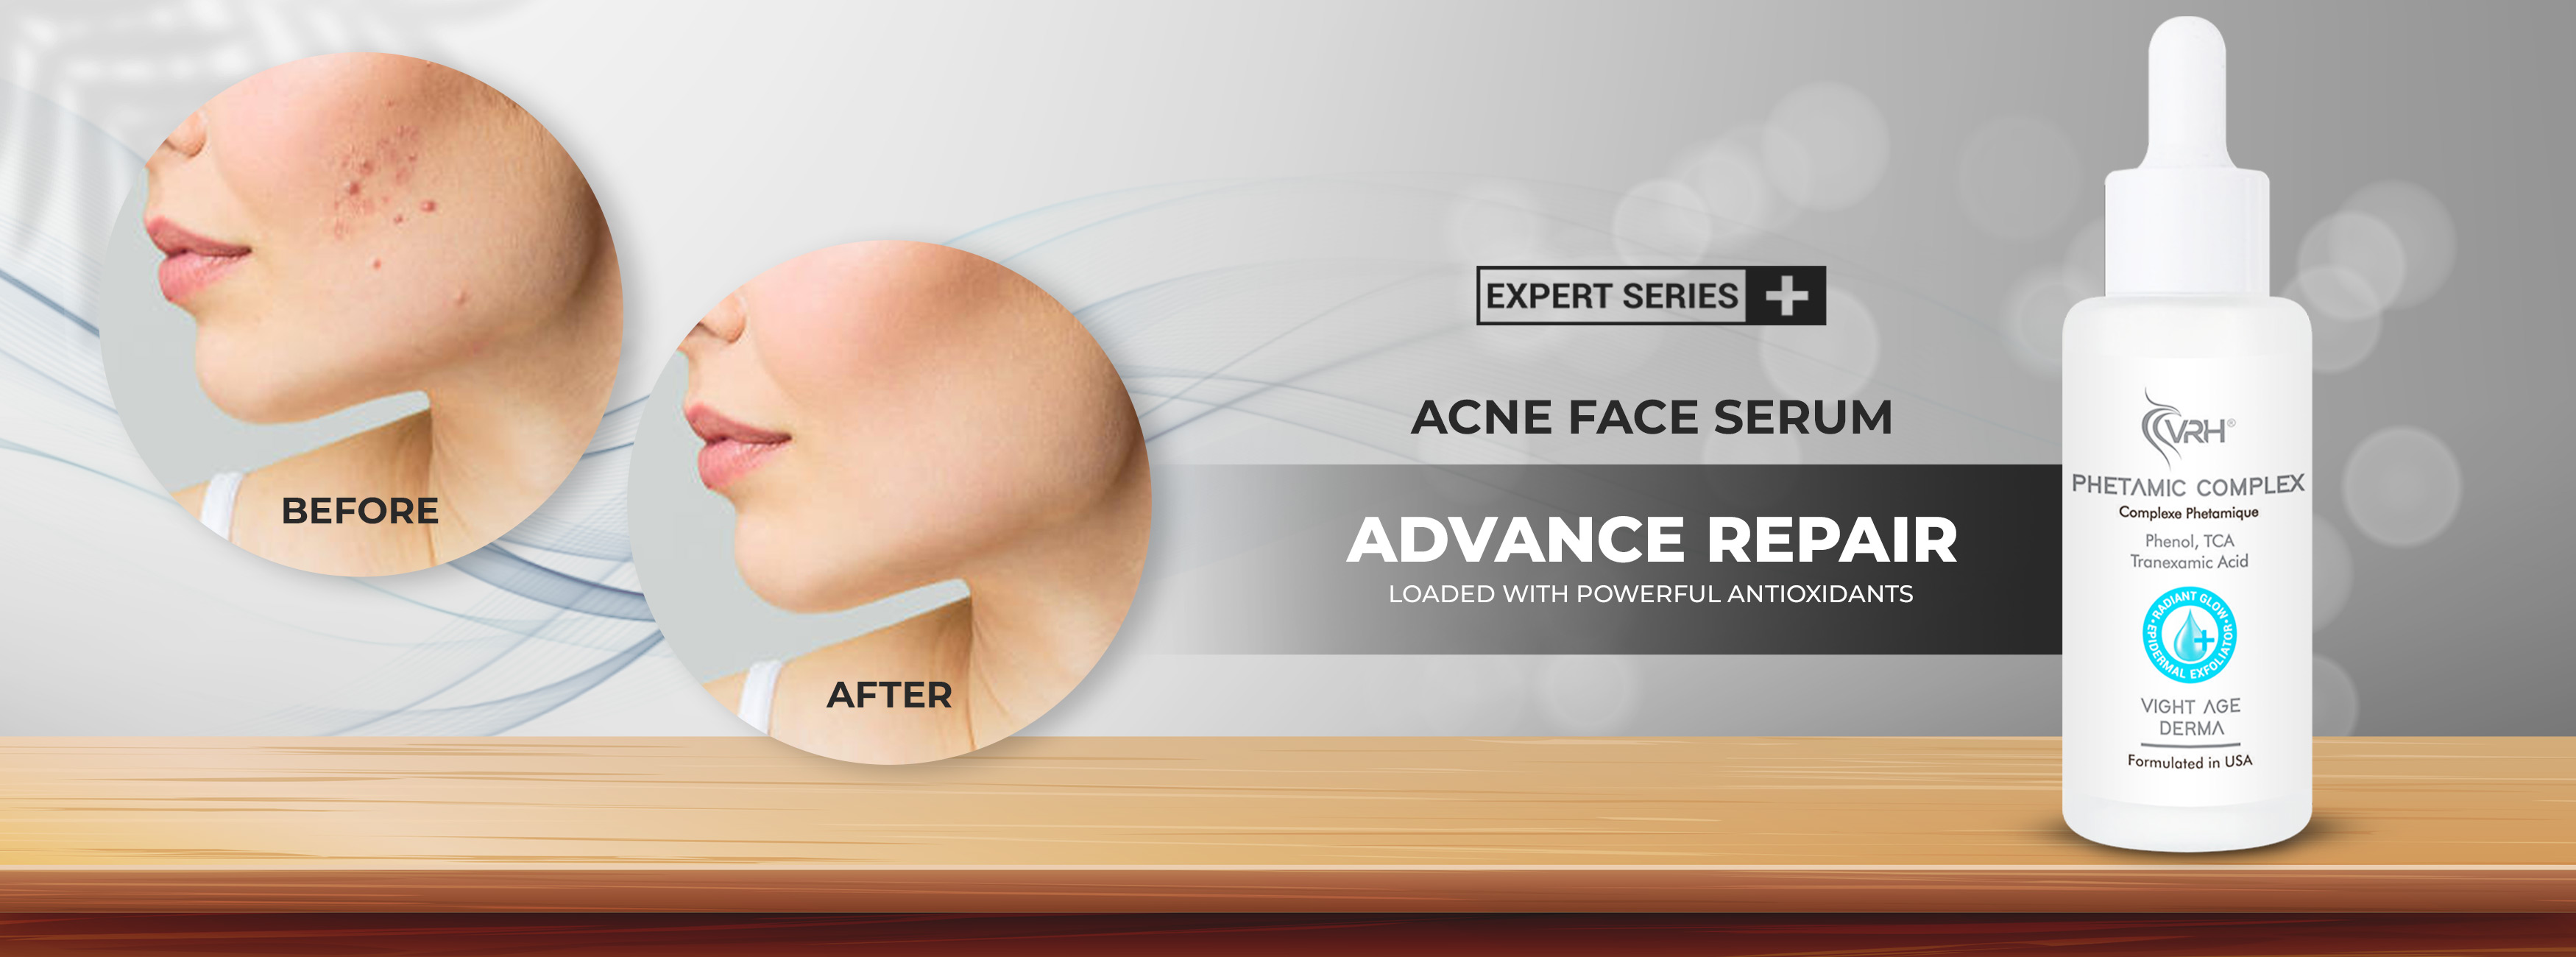 BEFORE
AFTER
EXPERT SERIES +
ACNE FACE SERUM
ADVANCE REPAIR
LOADED WITH POWERFUL ANTIOXIDANTS
VRH®
PHETAMIC COMPLEX
Complexe Phetamique
Phenol, TCA
Tranexamic Acid
RADIANT GLOW
EPIDERMAL EXFOLIATOR
VIGHT AGE
DERMA
Formulated in USA